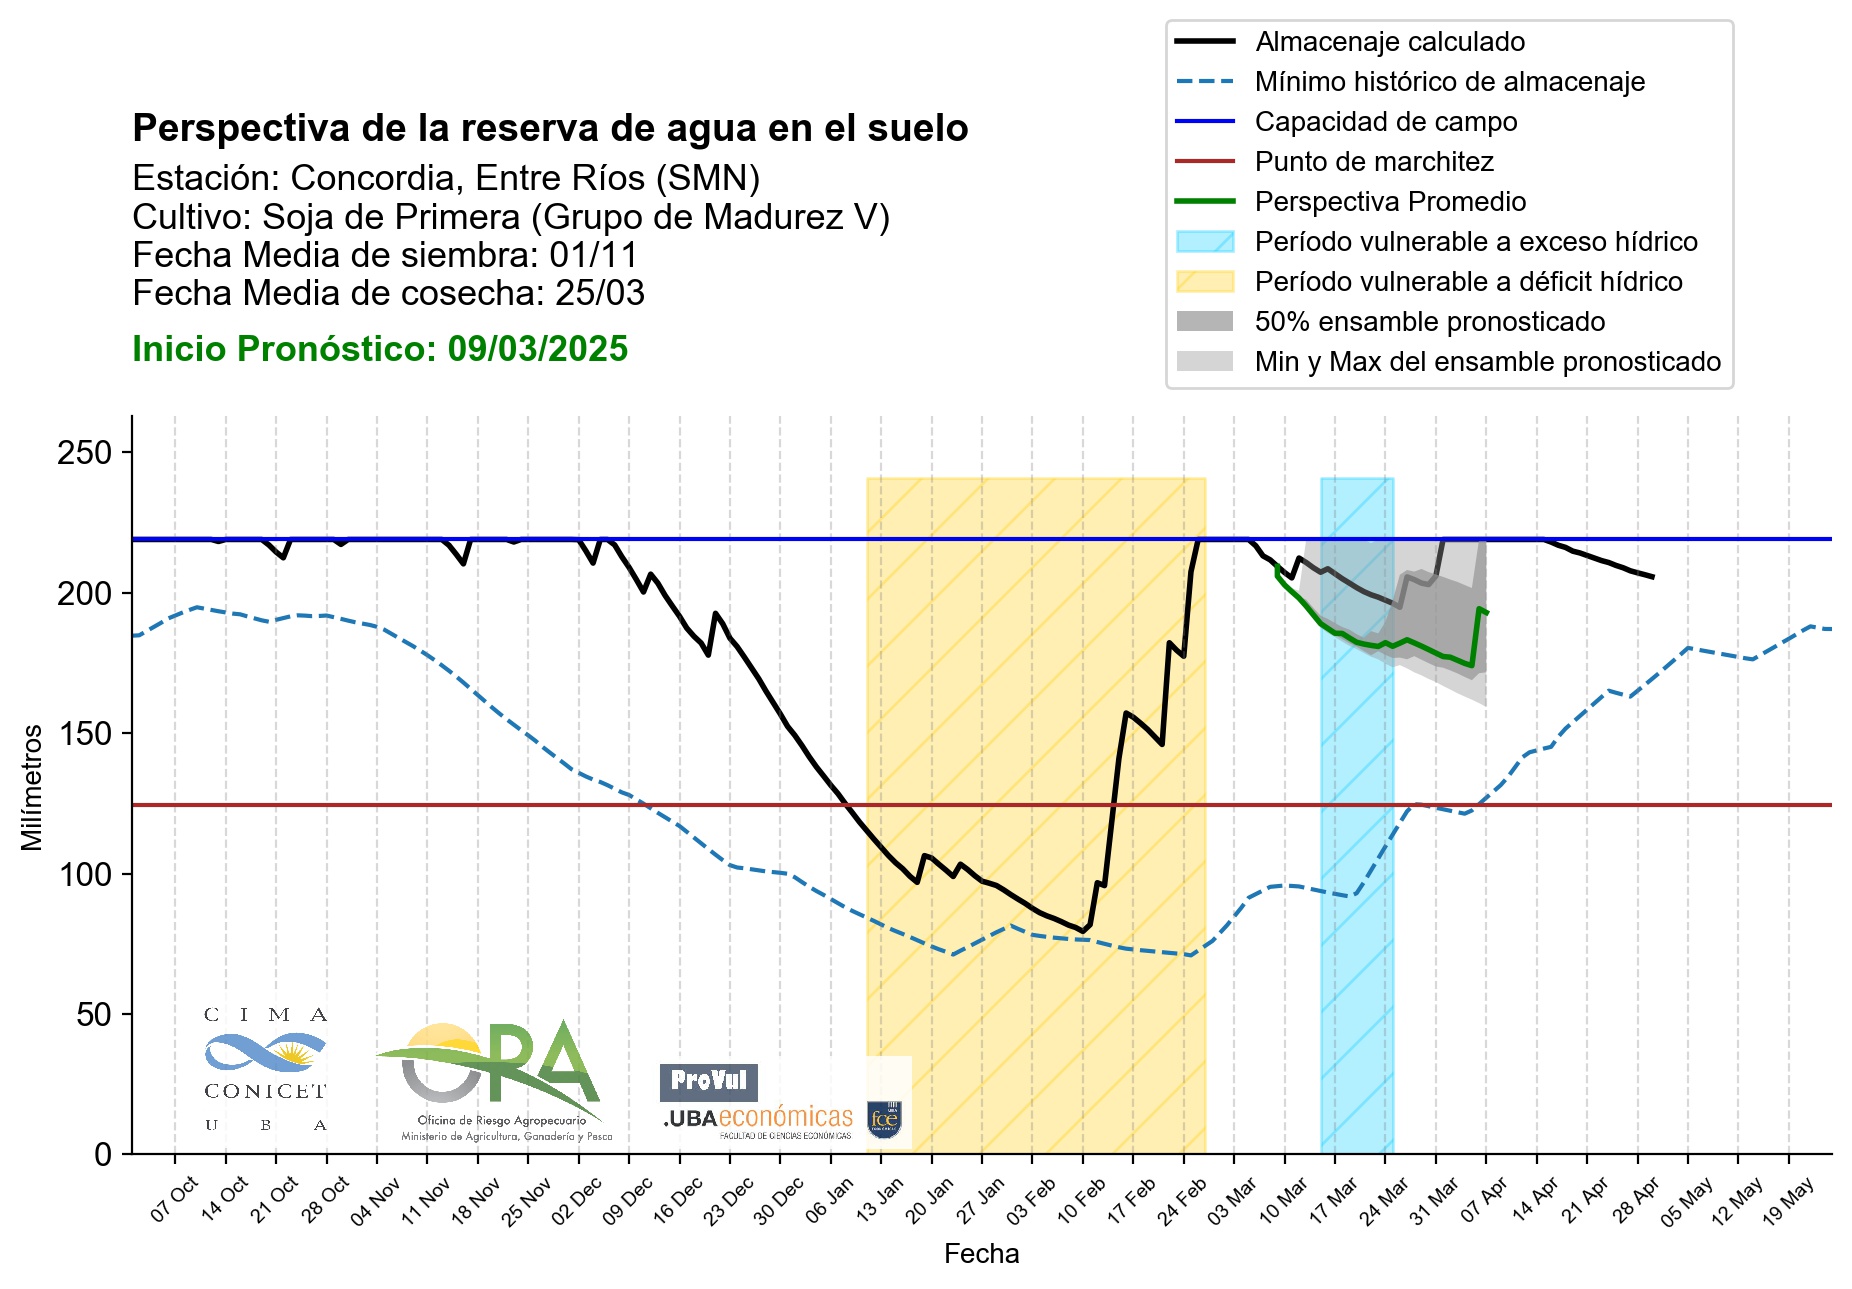 Almacenaje calculado
Mínimo histórico de almacenaje
Capacidad de campo
Punto de marchitez
Perspectiva Promedio
Período vulnerable a exceso hídrico
Período vulnerable a déficit hídrico
50% ensamble pronosticado
Min y Max del ensamble pronosticado
Perspectiva de la reserva de agua en el suelo
Estación: Concordia, Entre Ríos (SMN)
Cultivo: Soja de Primera (Grupo de Madurez V)
Fecha Media de siembra: 01/11
Fecha Media de cosecha: 25/03
Inicio Pronóstico: 09/03/2025
250
200
150
100
50
0
Milímetros
CIMA
CONICET
UBA
OPA
Oficina de Riesgo Agropecuario
Ministerio de Agricultura, Ganadería y Pesca
ProVul
.UBAeconómicas
FACULTAD DE CIENCIAS ECONÓMICAS
UBA
fce
07 Oct
14 Oct
21 Oct
28 Oct
04 Nov
11 Nov
18 Nov
25 Nov
02 Dec
09 Dec
16 Dec
23 Dec
30 Dec
06 Jan
13 Jan
20 Jan
27 Jan
03 Feb
10 Feb
17 Feb
24 Feb
03 Mar
10 Mar
17 Mar
24 Mar
31 Mar
07 Apr
14 Apr
21 Apr
28 Apr
05 May
12 May
19 May
Fecha